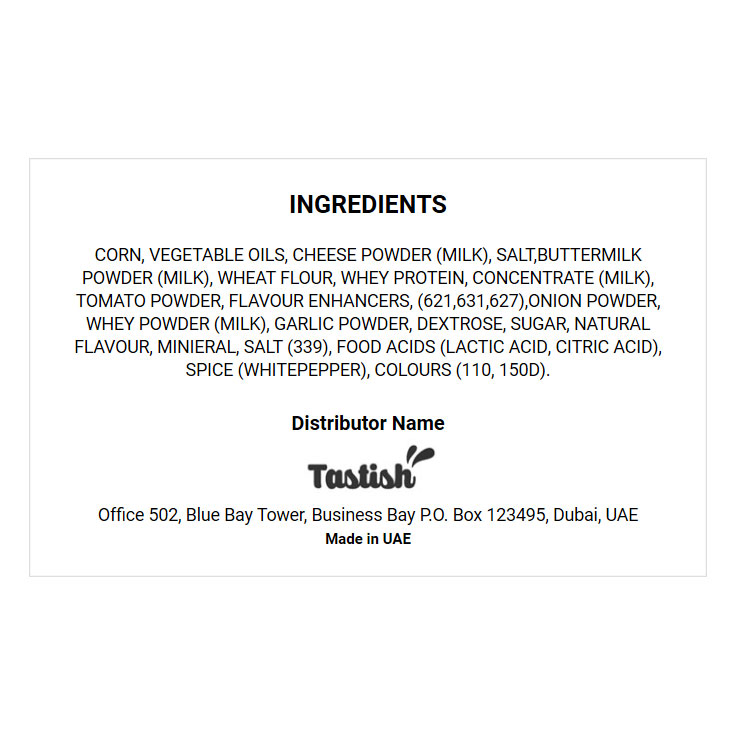 INGREDIENTS
CORN, VEGETABLE OILS, CHEESE POWDER (MILK), SALT,BUTTERMILK
POWDER (MILK), WHEAT FLOUR, WHEY PROTEIN, CONCENTRATE (MILK),
TOMATO POWDER, FLAVOUR ENHANCERS, (621,631,627),ONION POWDER,
WHEY POWDER (MILK), GARLIC POWDER, DEXTROSE, SUGAR, NATURAL
FLAVOUR, MINIERAL, SALT (339), FOOD ACIDS (LACTIC ACID, CITRIC ACID),
SPICE (WHITEPEPPER), COLOURS (110, 150D).
Distributor Name
Tastish
Office 502, Blue Bay Tower, Business Bay P.O. Box 123495, Dubai, UAE
Made in UAE